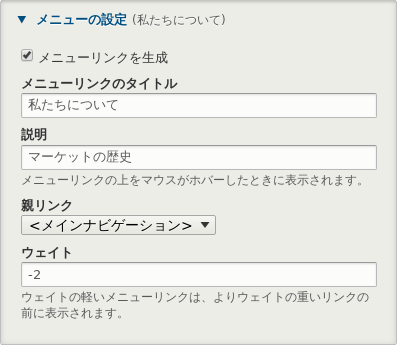 メニューの設定 (私たちについて)
メニューリンクを生成
メニューリンクのタイトル
私たちについて
説明
マーケットの歴史
メニューリンクの上をマウスがホバーしたときに表示されます。
親リンク
<メインナビゲーション>
ウェイト
-2
ウェイトの軽いメニューリンクは、よりウェイトの重いリンクの
前に表示されます。